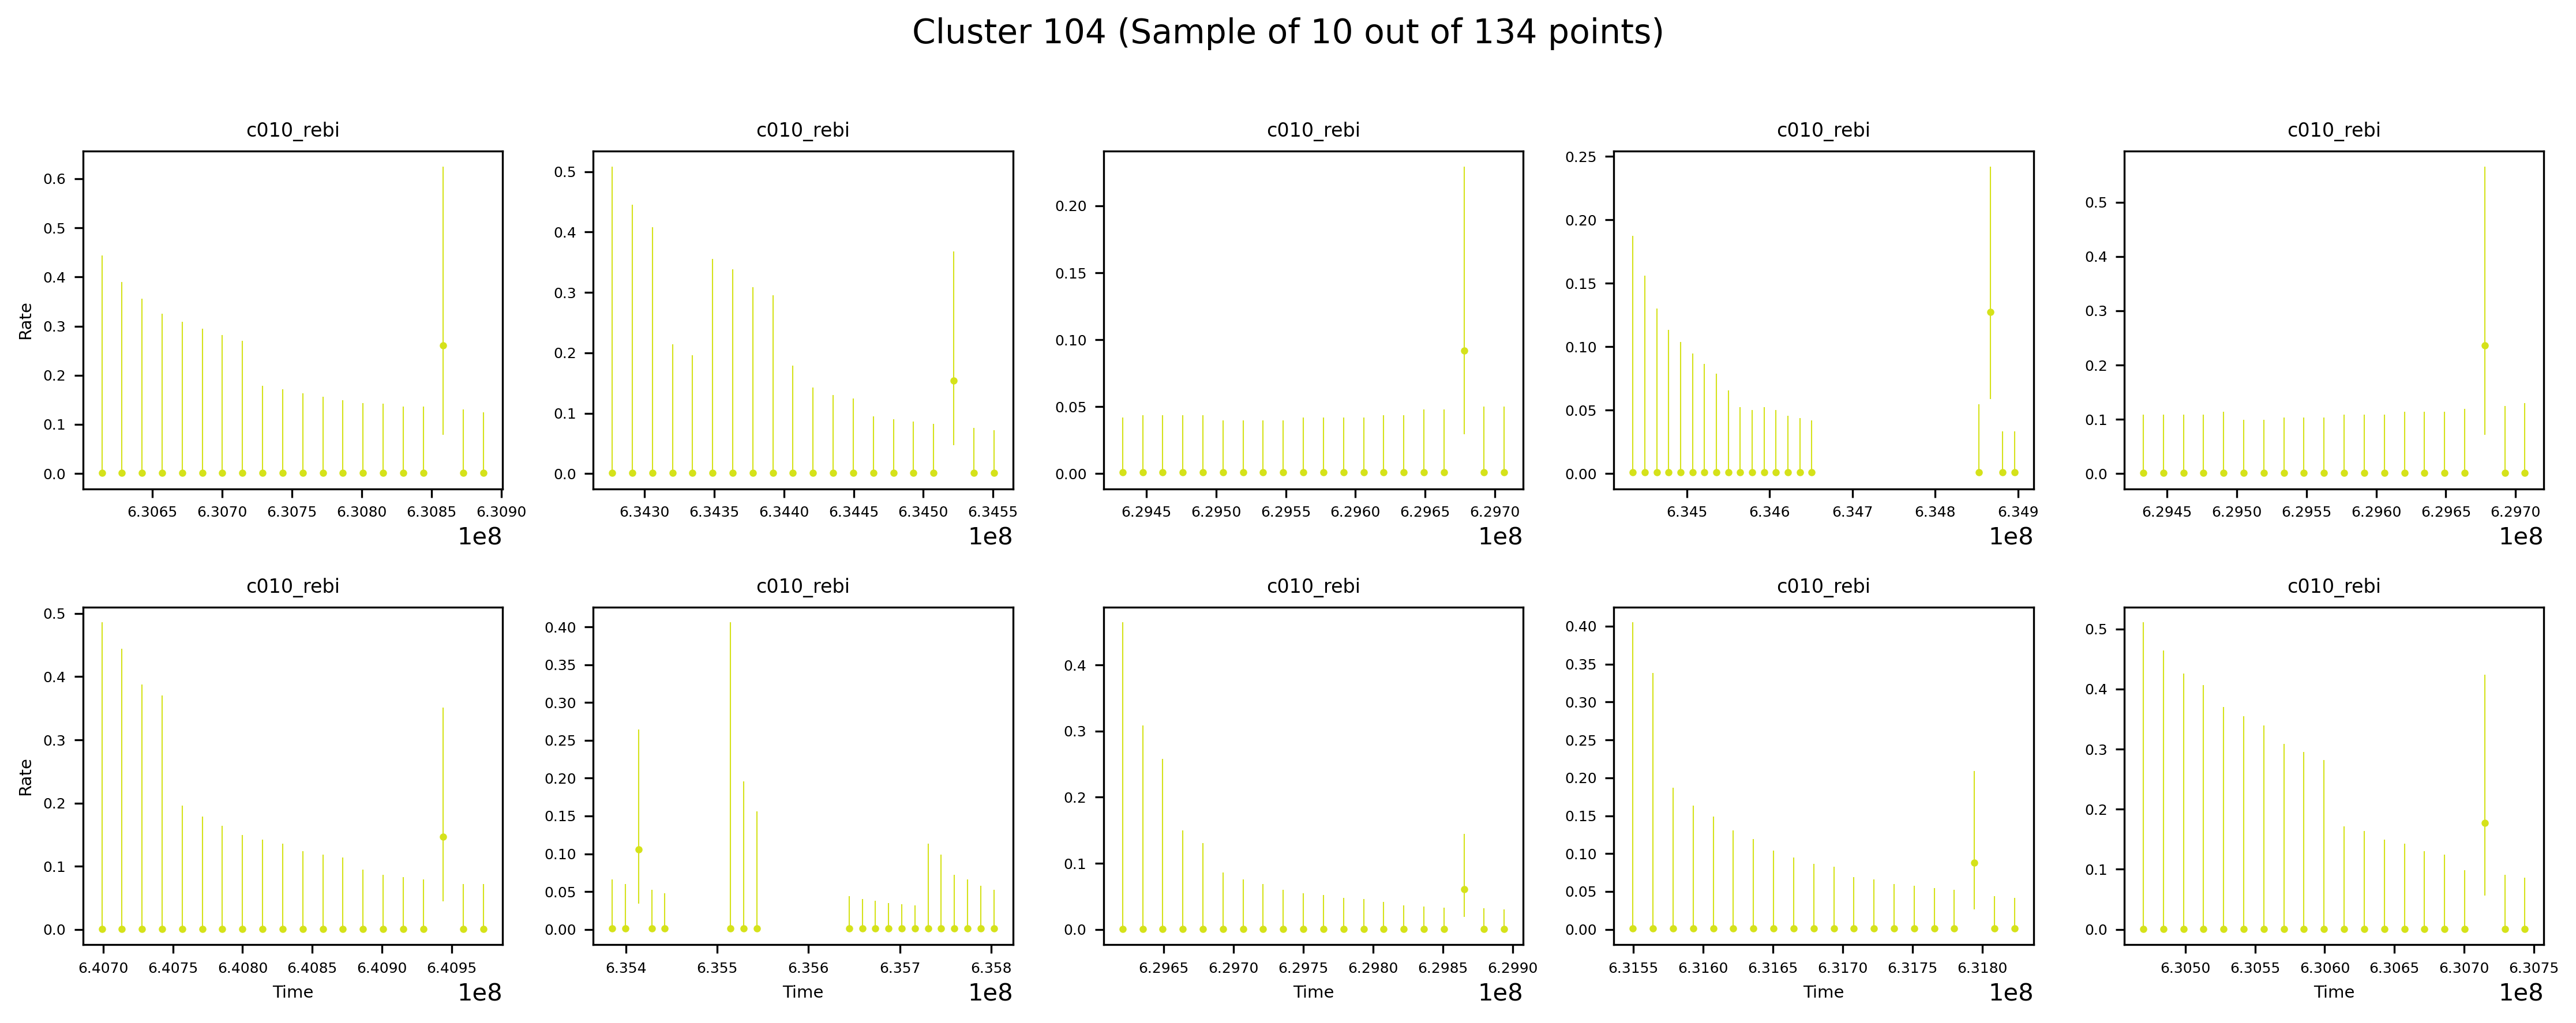 Cluster 104 (Sample of 10 out of 134 points)
c010_rebi c010_rebi c010_rebi c010_rebi c010_rebi
Rate
0.6 0.5 0.4 0.3 0.2 0.1 0.0
0.5 0.4 0.3 0.2 0.1 0.0
0.20 0.15 0.10 0.05 0.00
0.25 0.20 0.15 0.10 0.05 0.00
0.5 0.4 0.3 0.2 0.1 0.0
6.3065 6.3070 6.3075 6.3080 6.3085 6.3090
6.3430 6.3435 6.3440 6.3445 6.3450 6.3455
6.2945 6.2950 6.2955 6.2960 6.2965 6.2970
6.345 6.346 6.347 6.348 6.349
6.2945 6.2950 6.2955 6.2960 6.2965 6.2970
1e8 1e8 1e8 1e8 1e8
c010_rebi c010_rebi c010_rebi c010_rebi c010_rebi
Rate
0.5 0.4 0.3 0.2 0.1 0.0
0.40 0.35 0.30 0.25 0.20 0.15 0.10 0.05 0.00
0.4 0.3 0.2 0.1 0.0
0.40 0.35 0.30 0.25 0.20 0.15 0.10 0.05 0.00
0.5 0.4 0.3 0.2 0.1 0.0
6.4070 6.4075 6.4080 6.4085 6.4090 6.4095
6.354 6.355 6.356 6.357 6.358
6.2965 6.2970 6.2975 6.2980 6.2985 6.2990
6.3155 6.3160 6.3165 6.3170 6.3175 6.3180
6.3050 6.3055 6.3060 6.3065 6.3070 6.3075
Time Time Time Time Time
1e8 1e8 1e8 1e8 1e8